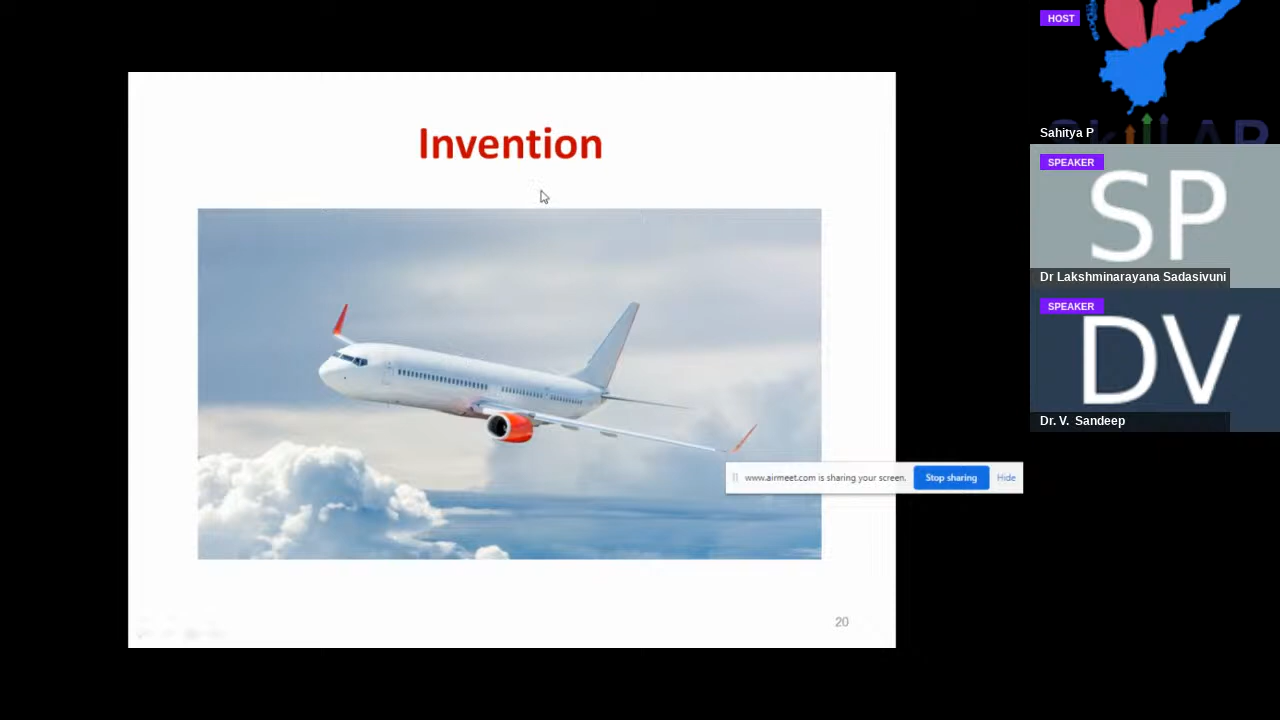 Invention
20
www.airmeet.com is sharing your screen.
Stop sharing
Hide
HOST
Sahitya P
SPEAKER
SP
Dr Lakshminarayana Sadasivuni
SPEAKER
DV
Dr. V. Sandeep